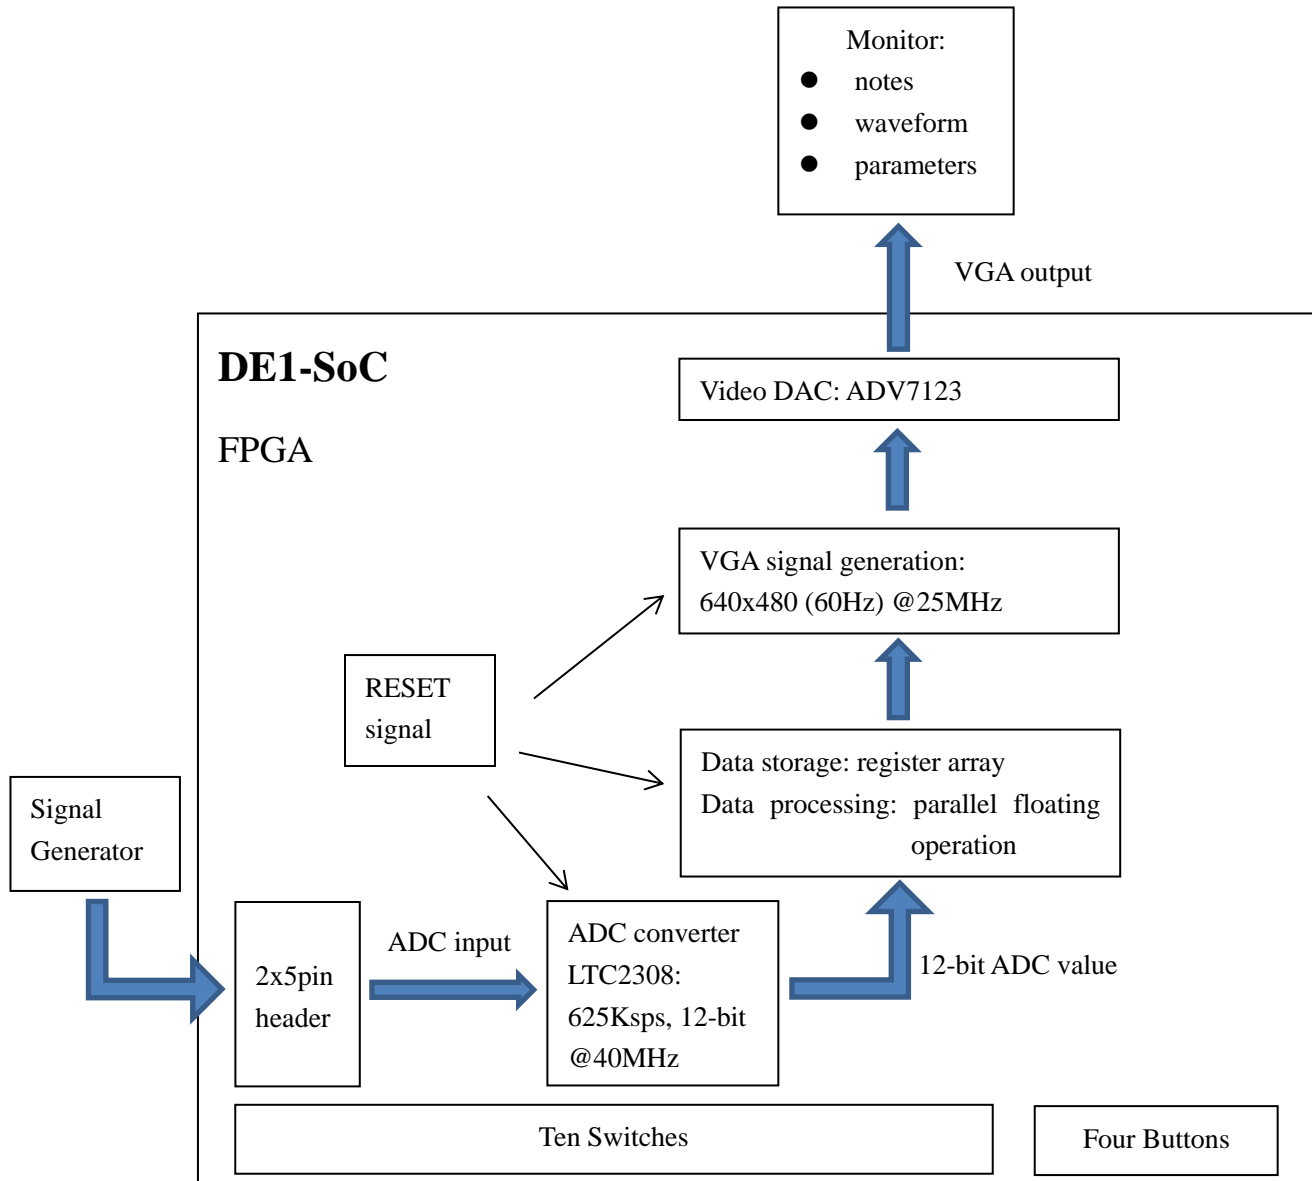 Monitor:
● notes
● waveform
● parameters
VGA output
DE1-SoC
FPGA
Video DAC: ADV7123
VGA signal generation:
640x480 (60Hz) @25MHz
RESET
signal
Data storage: register array
Data processing: parallel floating
operation
Signal
Generator
2x5pin
header
ADC input
ADC converter
LTC2308:
625Ksps, 12-bit
@40MHz
12-bit ADC value
Ten Switches
Four Buttons